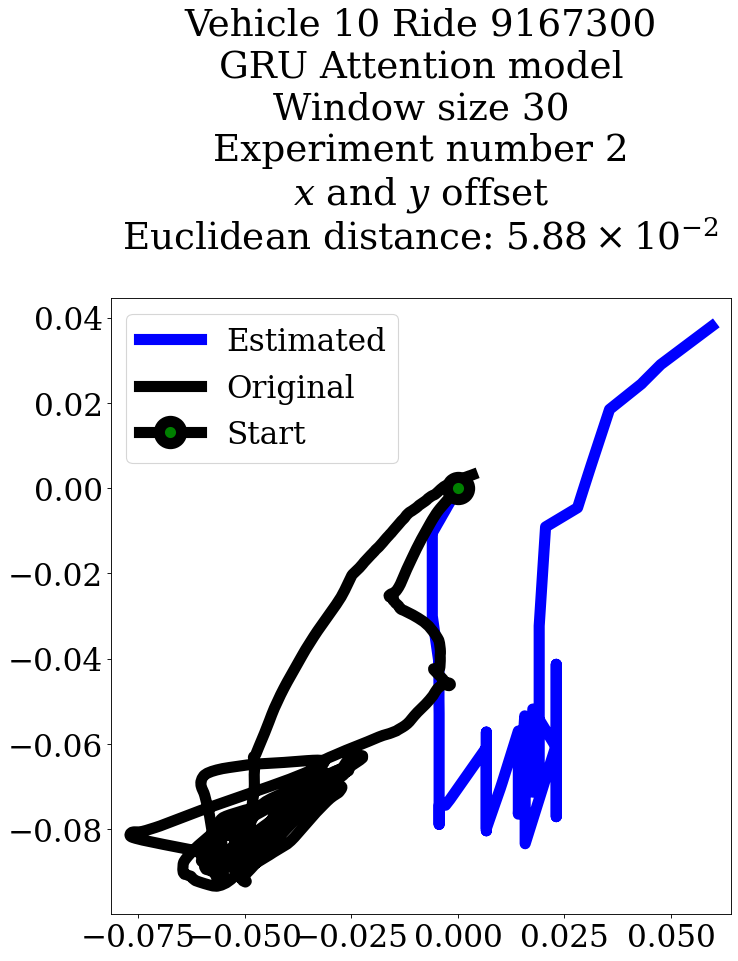 Vehicle 10 Ride 9167300
GRU Attention model
Window size 30
Experiment number 2
x and y offset
Euclidean distance: 5.88 × 10⁻²
Estimated
Original
Start
0.04
0.02
0.00
−0.02
−0.04
−0.06
−0.08
−0.075 −0.050 −0.025 0.000 0.025 0.050